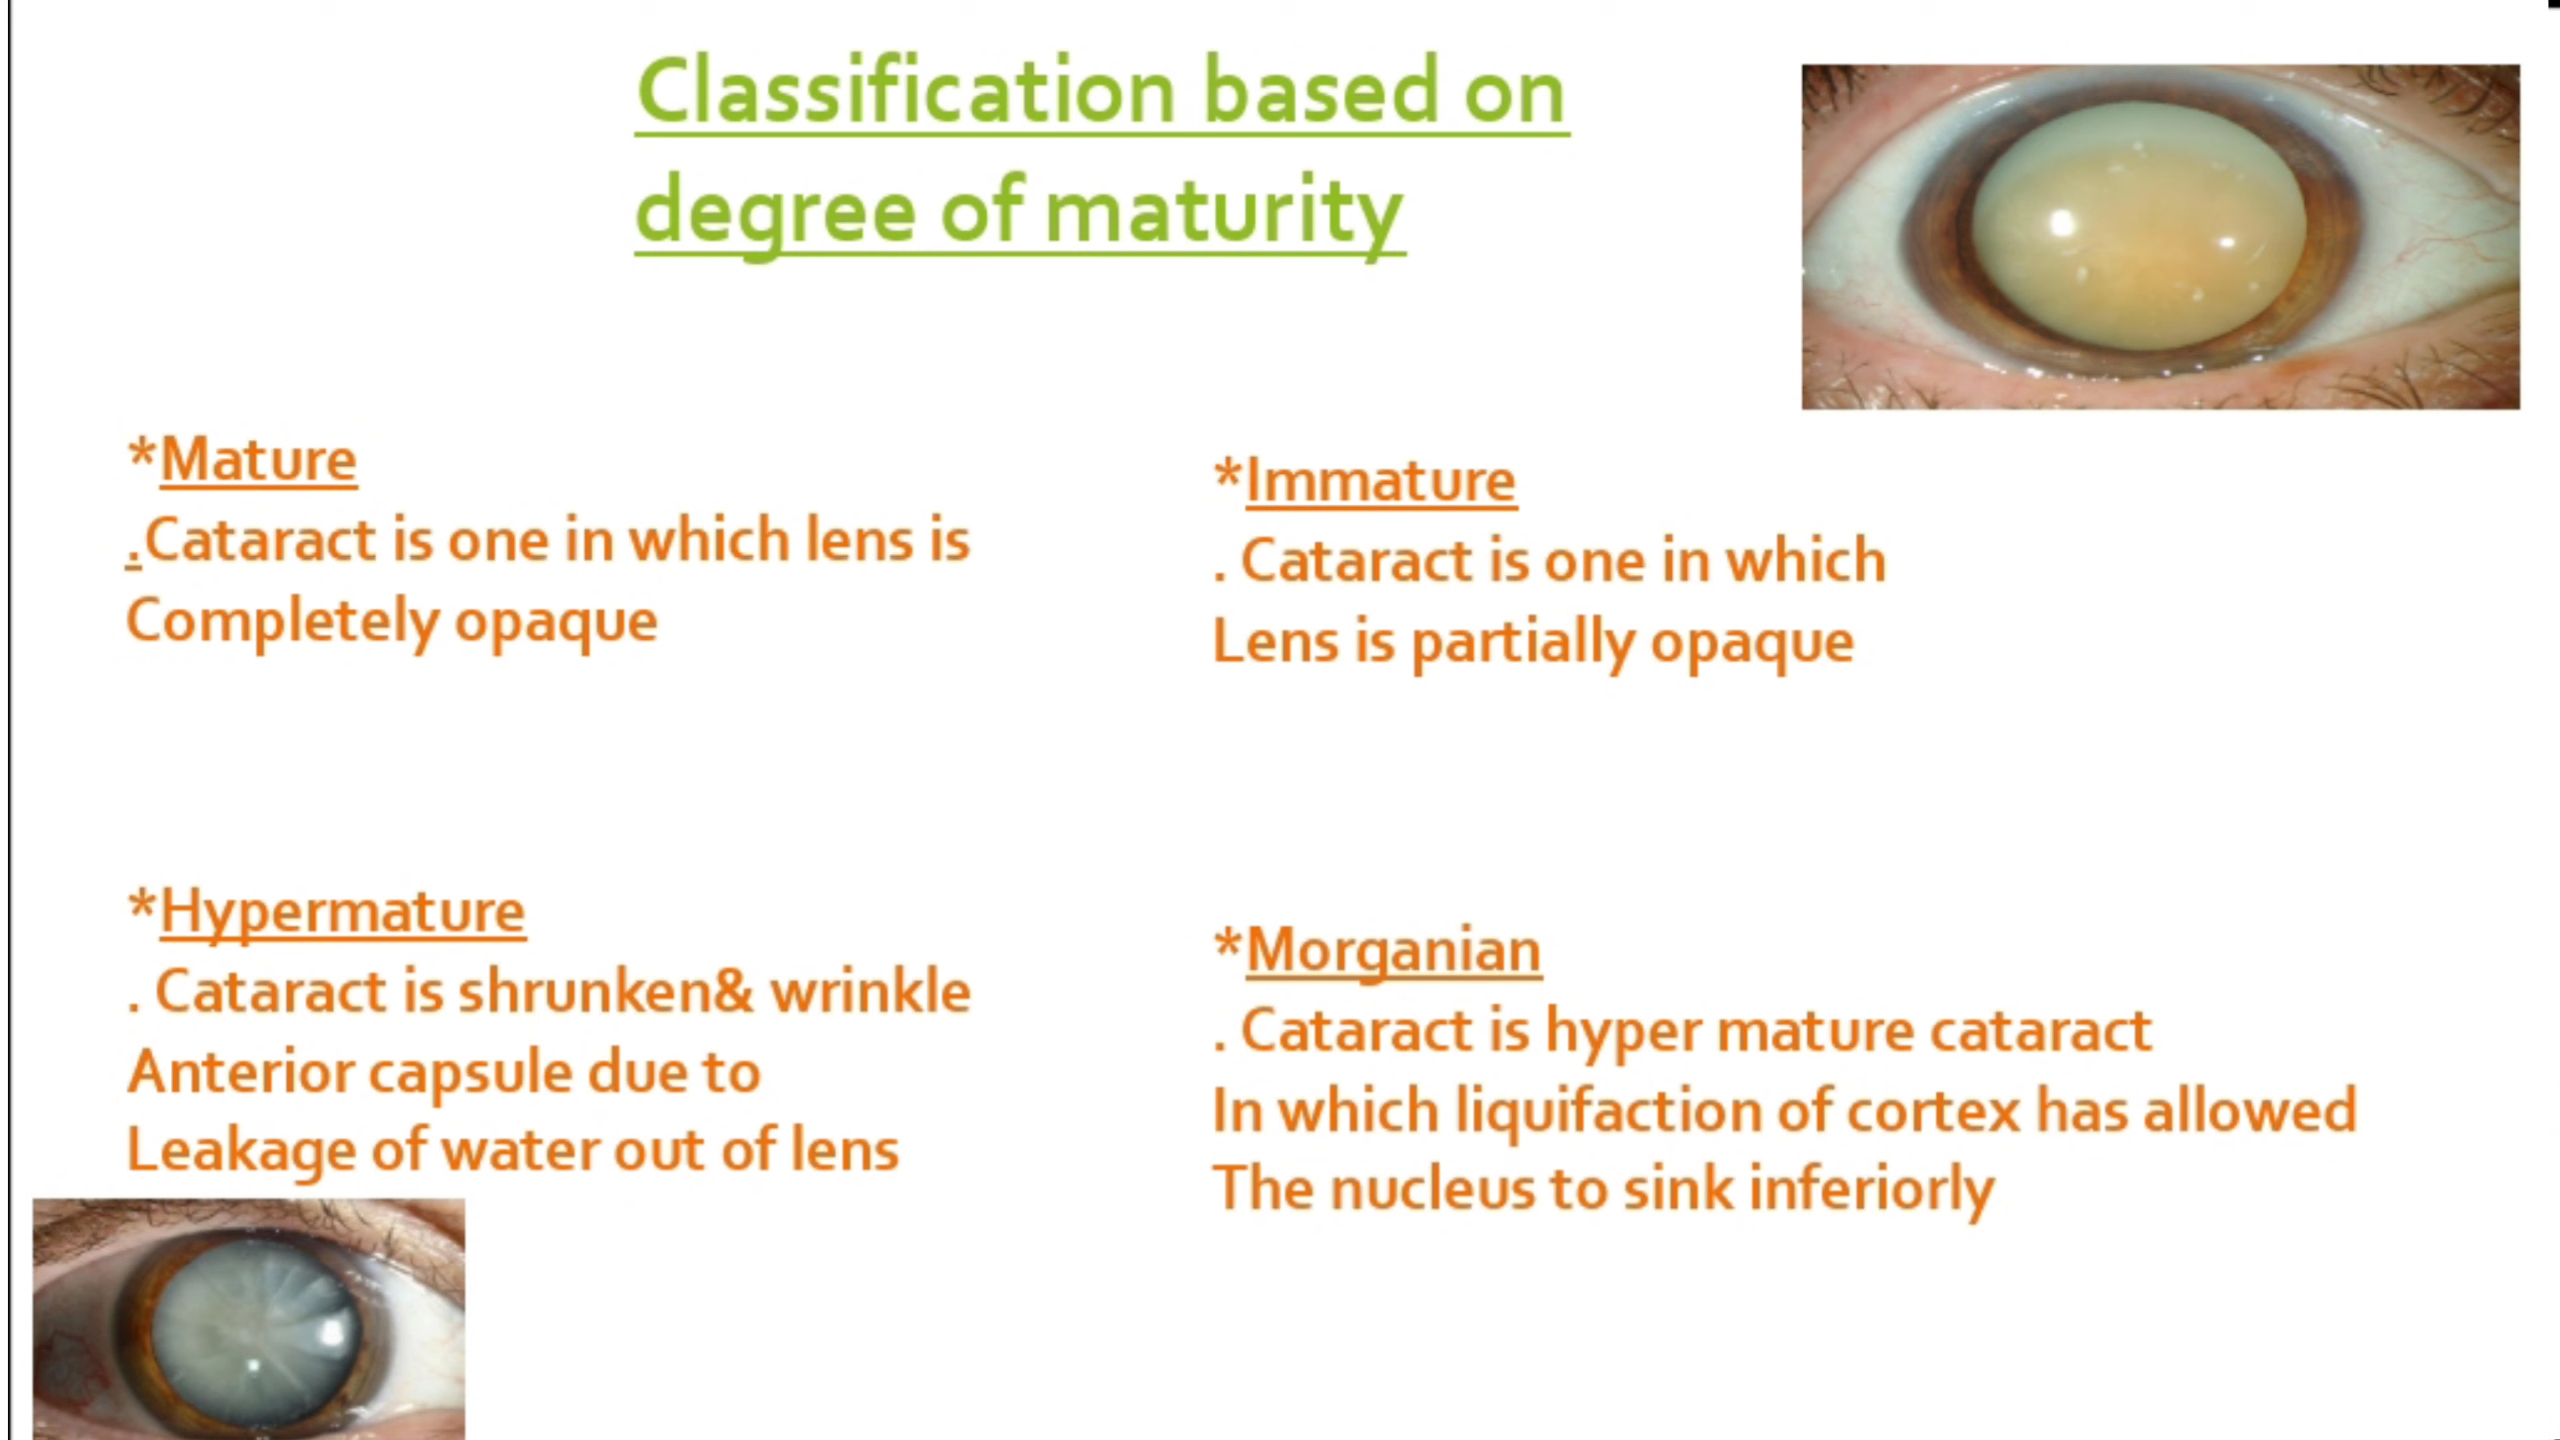 Classification based on
degree of maturity
*Mature
.Cataract is one in which lens is
Completely opaque
*Immature
. Cataract is one in which
Lens is partially opaque
*Hypermature
. Cataract is shrunken& wrinkle
Anterior capsule due to
Leakage of water out of lens
*Morganian
. Cataract is hyper mature cataract
In which liquifaction of cortex has allowed
The nucleus to sink inferiorly